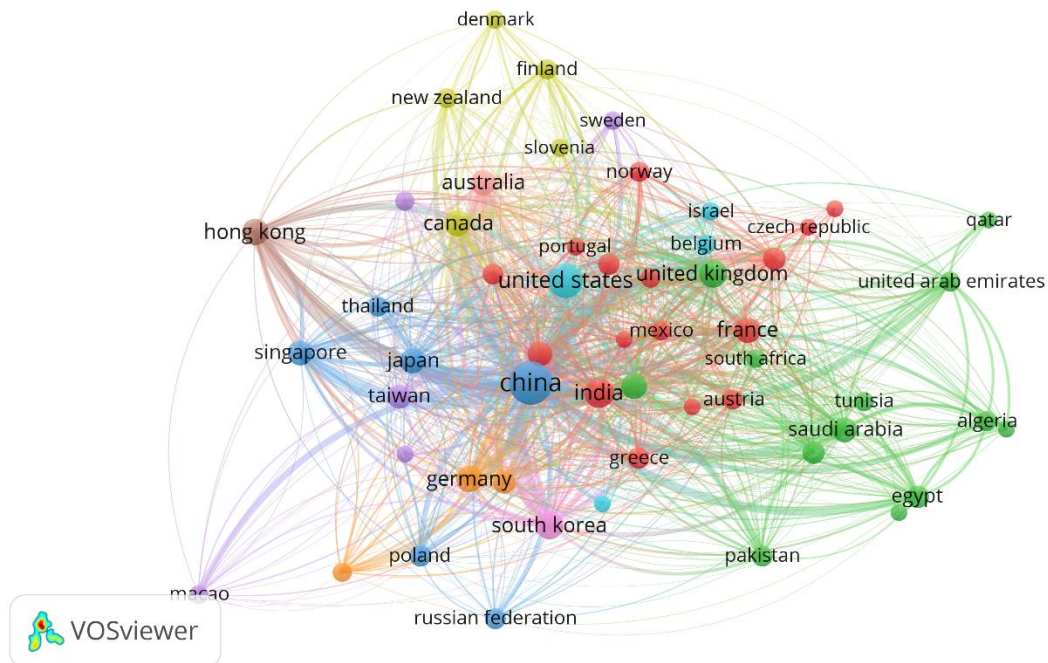 denmark
finland
new zealand
sweden
slovenia
norway
australia
israel
canada
czech republic
qatar
hong kong
portugal
belgium
united states
united kingdom
united arab emirates
thailand
mexico
france
singapore
japan
south africa
china
india
taiwan
austria
tunisia
saudi arabia
algeria
greece
germany
egypt
south korea
poland
pakistan
macao
russian federation
VOSviewer